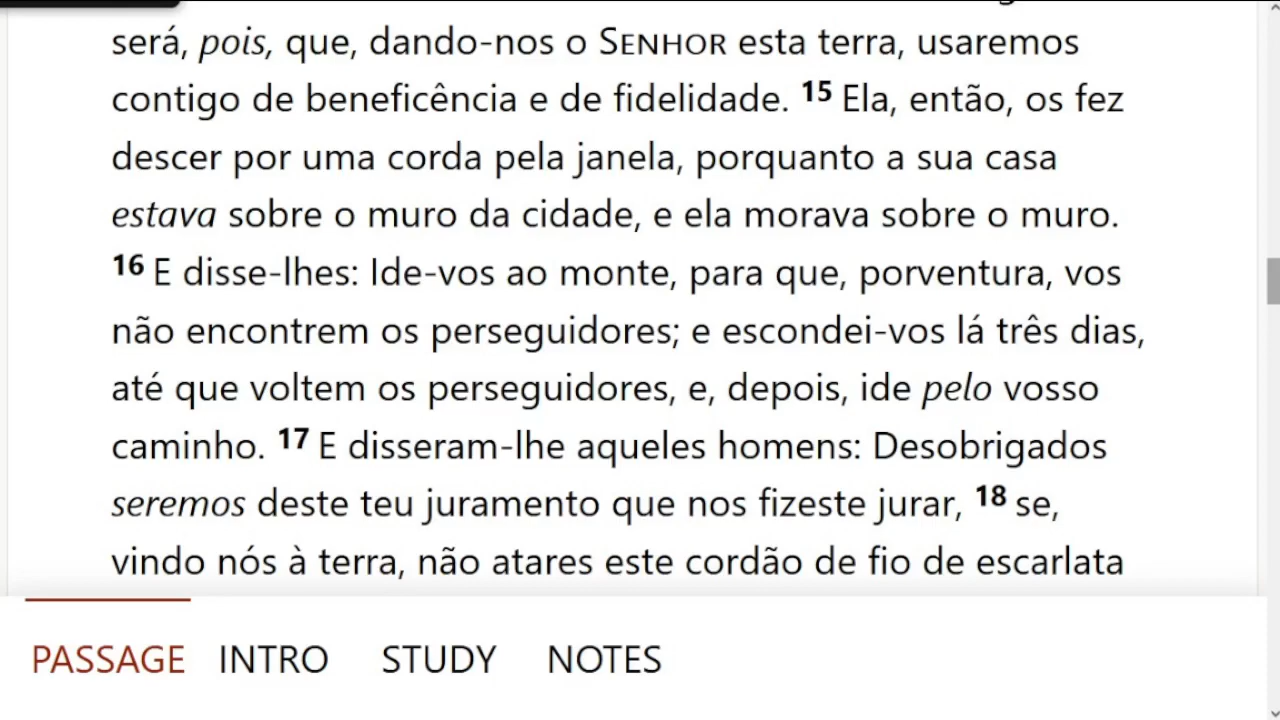 será, pois, que, dando-nos o SENHOR esta terra, usaremos
contigo de beneficência e de fidelidade. 15 Ela, então, os fez
descer por uma corda pela janela, porquanto a sua casa
estava sobre o muro da cidade, e ela morava sobre o muro.
16 E disse-lhes: Ide-vos ao monte, para que, porventura, vos
não encontrem os perseguidores; e escondei-vos lá três dias,
até que voltem os perseguidores, e, depois, ide pelo vosso
caminho. 17 E disseram-lhe aqueles homens: Desobrigados
seremos deste teu juramento que nos fizeste jurar, 18 se,
vindo nós à terra, não atares este cordão de fio de escarlata
PASSAGE INTRO STUDY NOTES